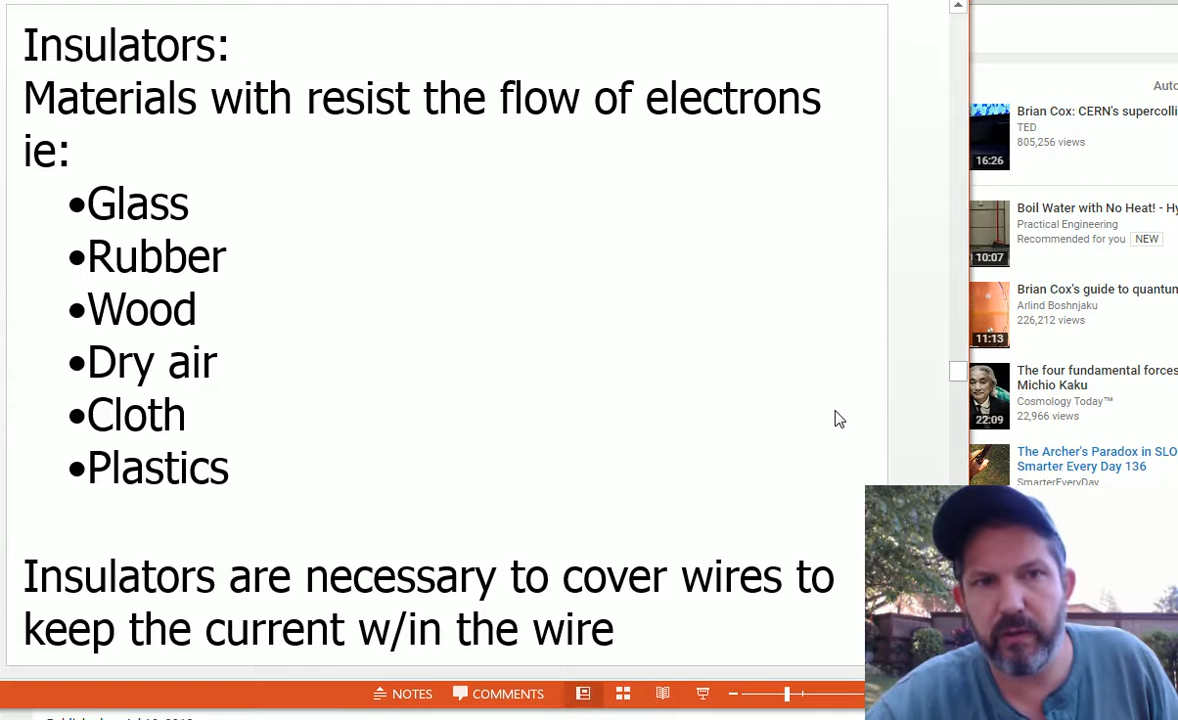 Insulators:
Materials with resist the flow of electrons
ie:
•Glass
•Rubber
•Wood
•Dry air
•Cloth
•Plastics
Insulators are necessary to cover wires to
keep the current w/in the wire
NOTES
COMMENTS
Brian Cox: CERN's
TED
805,256 views
16:26
Boil Water with No Heat! -
Practical Engineering
Recommended for you NEW
10:07
Brian Cox's guide to
Arlind Boshnjaku
226,212 views
11:13
The four fundamental forces
Michio Kaku
Cosmology Today™
22,966 views
22:09
The Archer's Paradox in
Smarter Every Day 136
SmarterEveryDay